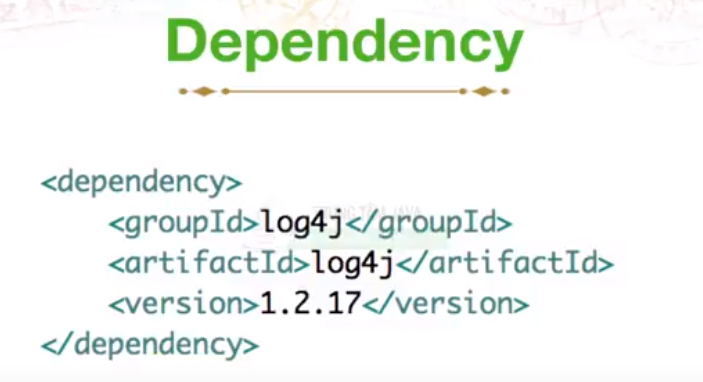 Dependency
<dependency>
<groupId>log4j</groupId>
<artifactId>log4j</artifactId>
<version>1.2.17</version>
</dependency>